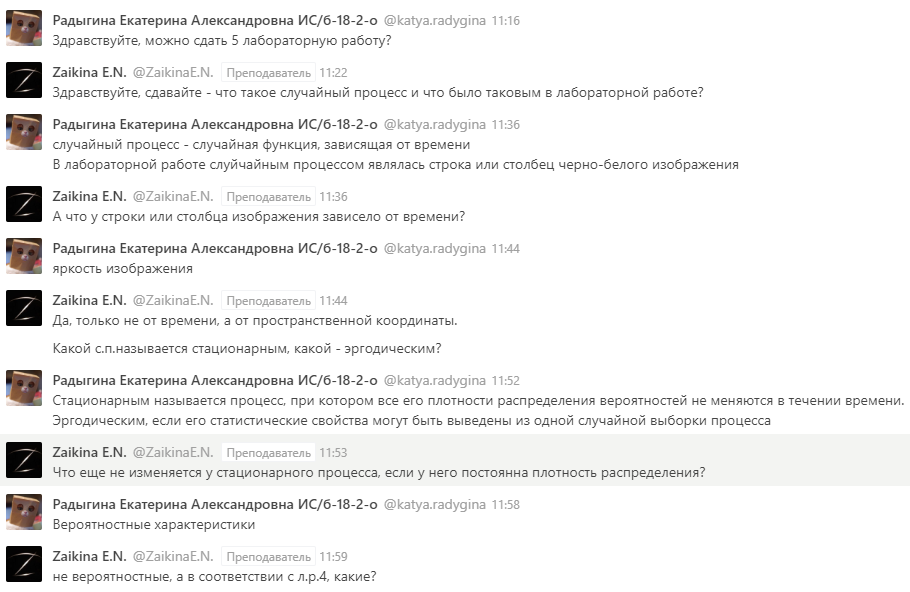 Радыгина Екатерина Александровна ИС/б-18-2-о @katya.radygina 11:16
Здравствуйте, можно сдать 5 лабораторную работу?
Zaikina E.N. @ZaikinaE.N. Преподаватель 11:22
Здравствуйте, сдавайте - что такое случайный процесс и что было таковым в лабораторной работе?
Радыгина Екатерина Александровна ИС/б-18-2-о @katya.radygina 11:36
случайный процесс - случайная функция, зависящая от времени
В лабораторной работе слуйчайным процессом являлась строка или столбец черно-белого изображения
Zaikina E.N. @ZaikinaE.N. Преподаватель 11:36
А что у строки или столбца изображения зависело от времени?
Радыгина Екатерина Александровна ИС/б-18-2-о @katya.radygina 11:44
яркость изображения
Zaikina E.N. @ZaikinaE.N. Преподаватель 11:44
Да, только не от времени, а от пространственной координаты.
Какой с.п.называется стационарным, какой - эргодическим?
Радыгина Екатерина Александровна ИС/б-18-2-о @katya.radygina 11:52
Стационарным называется процесс, при котором все его плотности распределения вероятностей не меняются в течении времени.
Эргодическим, если его статистические свойства могут быть выведены из одной случайной выборки процесса
Zaikina E.N. @ZaikinaE.N. Преподаватель 11:53
Что еще не изменяется у стационарного процесса, если у него постоянна плотность распределения?
Радыгина Екатерина Александровна ИС/б-18-2-о @katya.radygina 11:58
Вероятностные характеристики
Zaikina E.N. @ZaikinaE.N. Преподаватель 11:59
не вероятностные, а в соответствии с л.р.4, какие?